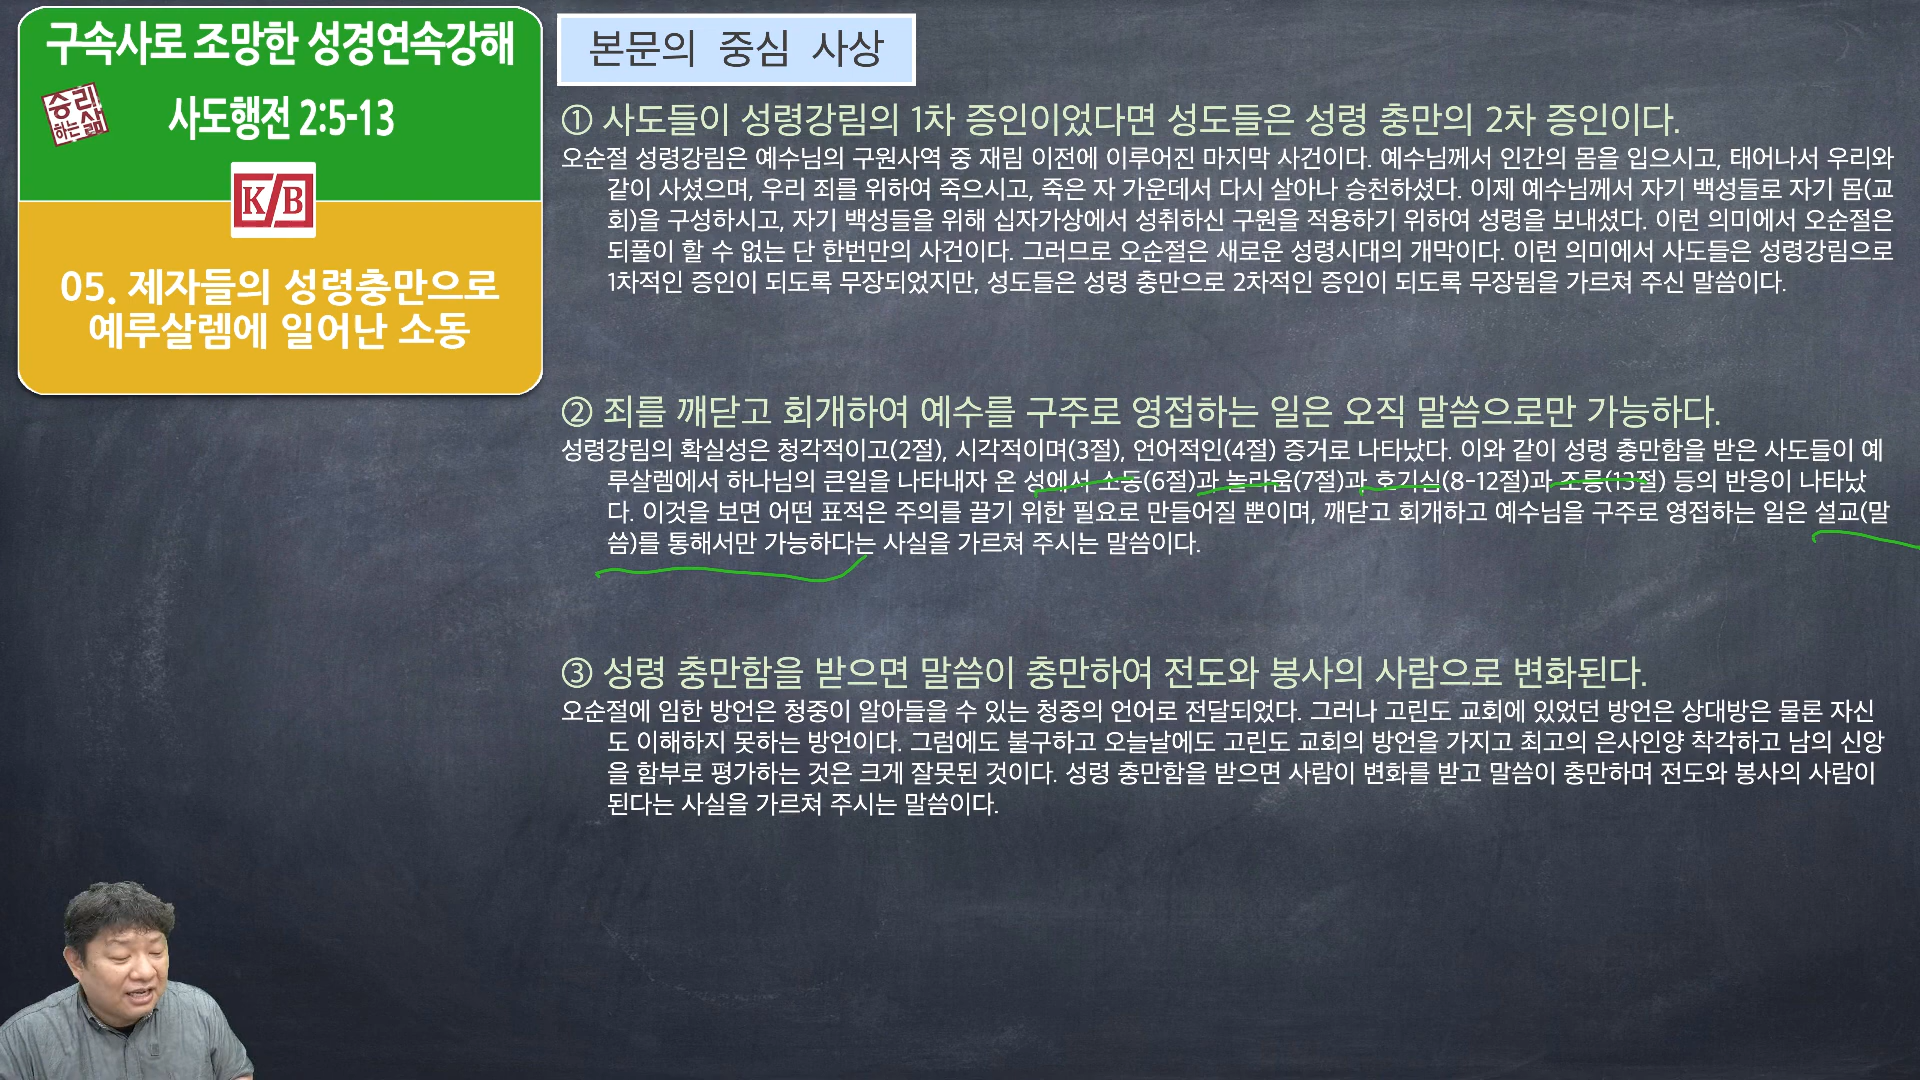 구속사로 조망한 성경연속강해
승리
하는 삶
사도행전 2:5-13
K/B
05. 제자들의 성령충만으로
예루살렘에 일어난 소동
본문의 중심 사상
① 사도들이 성령강림의 1차 증인이었다면 성도들은 성령 충만의 2차 증인이다.
오순절 성령강림은 예수님의 구원사역 중 재림 이전에 이루어진 마지막 사건이다. 예수님께서 인간의 몸을 입으시고, 태어나서 우리와
같이 사셨으며, 우리 죄를 위하여 죽으시고, 죽은 자 가운데서 다시 살아나 승천하셨다. 이제 예수님께서 자기 백성들로 자기 몸(교
회)을 구성하시고, 자기 백성들을 위해 십자가상에서 성취하신 구원을 적용하기 위하여 성령을 보내셨다. 이런 의미에서 오순절은
되풀이 할 수 없는 단 한번만의 사건이다. 그러므로 오순절은 새로운 성령시대의 개막이다. 이런 의미에서 사도들은 성령강림으로
1차적인 증인이 되도록 무장되었지만, 성도들은 성령 충만으로 2차적인 증인이 되도록 무장됨을 가르쳐 주신 말씀이다.
② 죄를 깨닫고 회개하여 예수를 구주로 영접하는 일은 오직 말씀으로만 가능하다.
성령강림의 확실성은 청각적이고(2절), 시각적이며(3절), 언어적인(4절) 증거로 나타났다. 이와 같이 성령 충만함을 받은 사도들이 예
루살렘에서 하나님의 큰일을 나타내자 온 성에서 소동(6절)과 놀라움(7절)과 호기심(8-12절)과 조롱(13절) 등의 반응이 나타났
다. 이것을 보면 어떤 표적은 주의를 끌기 위한 필요로 만들어질 뿐이며, 깨닫고 회개하고 예수님을 구주로 영접하는 일은 설교(말
씀)를 통해서만 가능하다는 사실을 가르쳐 주시는 말씀이다.
③ 성령 충만함을 받으면 말씀이 충만하여 전도와 봉사의 사람으로 변화된다.
오순절에 임한 방언은 청중이 알아들을 수 있는 청중의 언어로 전달되었다. 그러나 고린도 교회에 있었던 방언은 상대방은 물론 자신
도 이해하지 못하는 방언이다. 그럼에도 불구하고 오늘날에도 고린도 교회의 방언을 가지고 최고의 은사인양 착각하고 남의 신앙
을 함부로 평가하는 것은 크게 잘못된 것이다. 성령 충만함을 받으면 사람이 변화를 받고 말씀이 충만하며 전도와 봉사의 사람이
된다는 사실을 가르쳐 주시는 말씀이다.